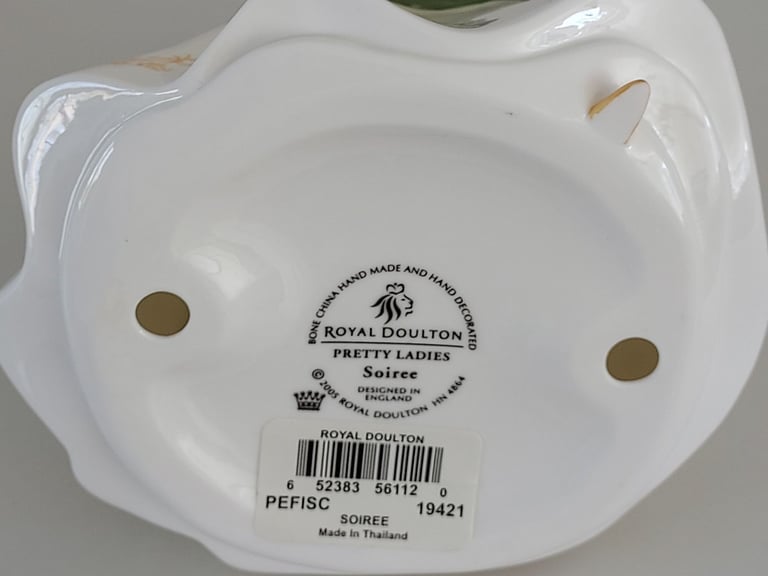 BONE CHINA HAND MADE AND HAND DECORATED
ROYAL DOULTON
PRETTY LADIES
Soiree
DESIGNED IN
ENGLAND
© 2005 ROYAL DOULTON HN 4864
ROYAL DOULTON
6 52383 56112 0
PEFISC 19421
SOIREE
Made In Thailand